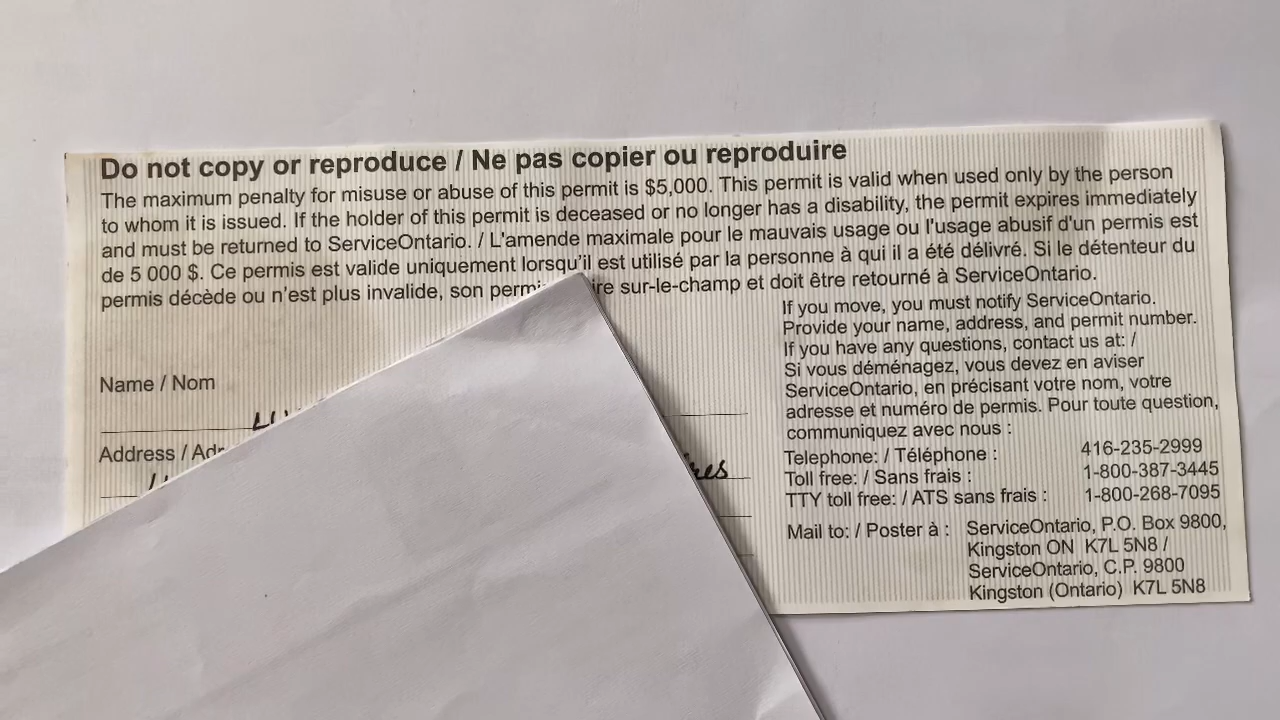 Do not copy or reproduce / Ne pas copier ou reproduire
The maximum penalty for misuse or abuse of this permit is $5,000. This permit is valid when used only by the person
to whom it is issued. If the holder of this permit is deceased or no longer has a disability, the permit expires immediately
and must be returned to ServiceOntario. / L'amende maximale pour le mauvais usage ou l'usage abusif d'un permis est
de 5 000 $. Ce permis est valide uniquement lorsqu'il est utilisé par la personne à qui il a été délivré. Si le détenteur du
permis décède ou n'est plus invalide, son sur-le-champ et doit être retourné à ServiceOntario.
Name / Nom
Address /
If you move, you must notify ServiceOntario.
Provide your name, address, and permit number.
If you have any questions, contact us at: /
Si vous déménagez, vous devez en aviser
ServiceOntario, en précisant votre nom, votre
adresse et numéro de permis. Pour toute question,
communiquez avec nous :
Telephone: / Téléphone : 416-235-2999
Toll free: / Sans frais : 1-800-387-3445
TTY toll free: / ATS sans frais : 1-800-268-7095
Mail to: / Poster à : ServiceOntario, P.O. Box 9800,
Kingston ON K7L 5N8 /
ServiceOntario, C.P. 9800
Kingston (Ontario) K7L 5N8